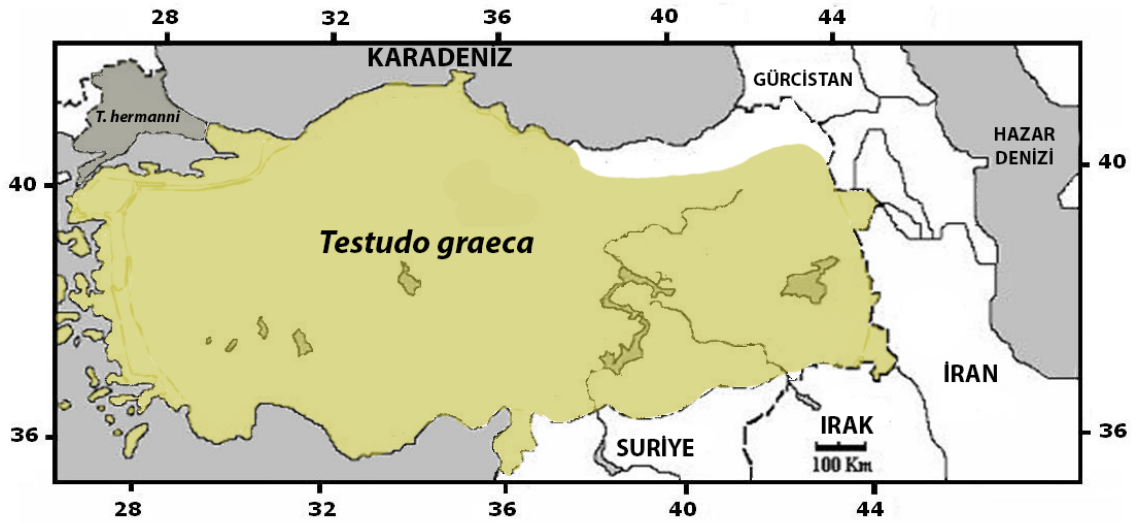 28 32 36 40 44
KARADENİZ
GÜRCİSTAN
T. hermanni
HAZAR
DENİZİ
40 40
Testudo graeca
İRAN
36 SURİYE IRAK 36
100 Km
28 32 36 40 44